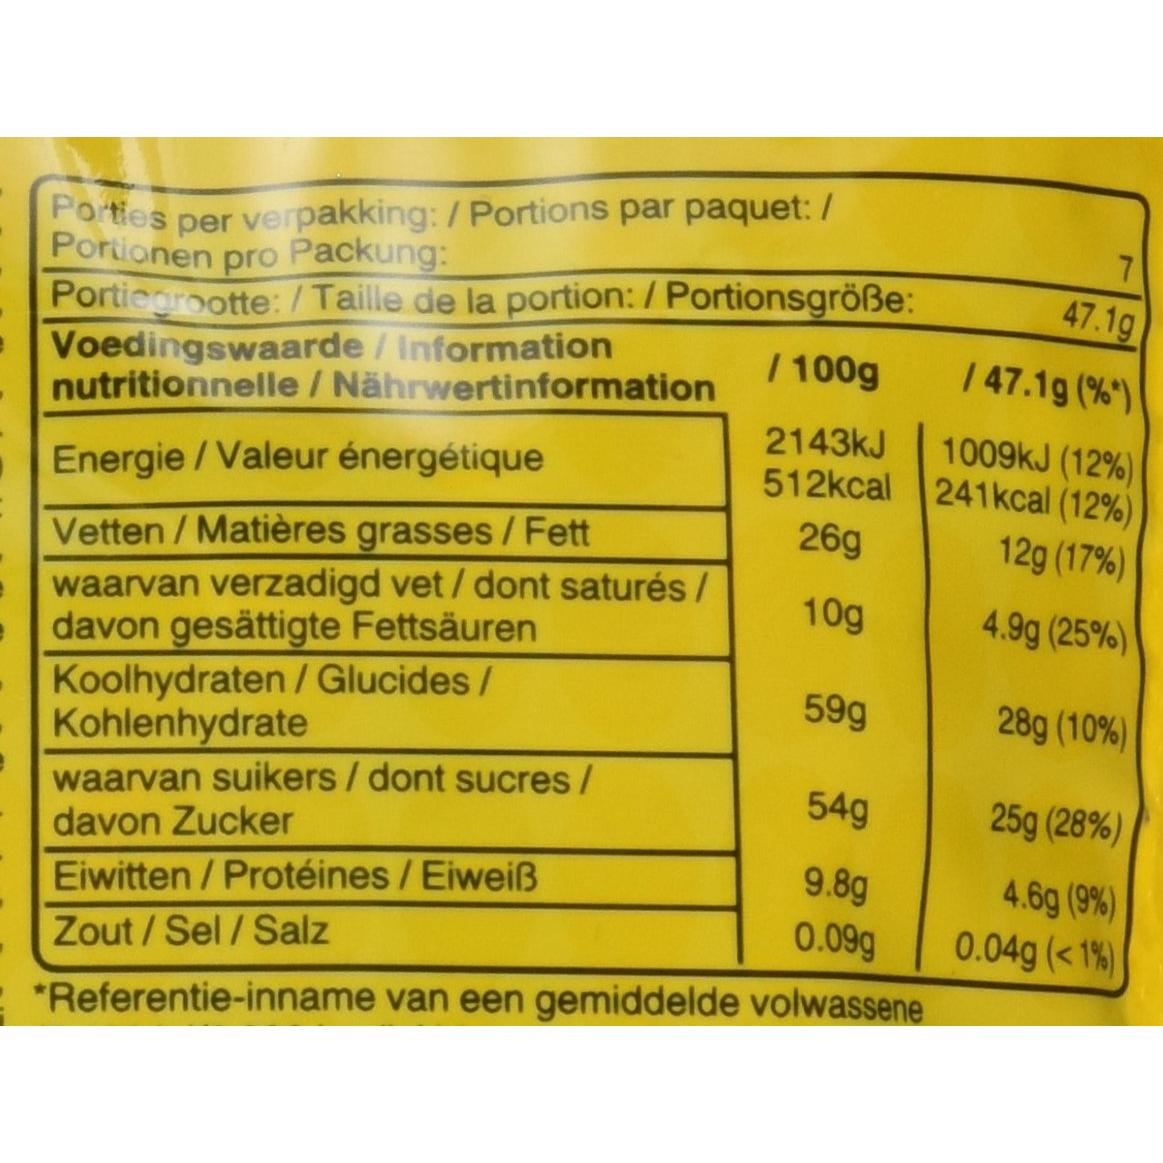 Porties per verpakking: / Portions par paquet: /
Portionen pro Packung: 7
Portiegrootte: / Taille de la portion: / Portionsgröße: 47.1g
Voedingswaarde / Information
nutritionnelle / Nährwertinformation / 100g / 47.1g (%*)
Energie / Valeur énergétique 2143kJ 1009kJ (12%)
512kcal 241kcal (12%)
Vetten / Matières grasses / Fett 26g 12g (17%)
waarvan verzadigd vet / dont saturés /
davon gesättigte Fettsäuren 10g 4.9g (25%)
Koolhydraten / Glucides /
Kohlenhydrate 59g 28g (10%)
waarvan suikers / dont sucres /
davon Zucker 54g 25g (28%)
Eiwitten / Protéines / Eiweiß 9.8g 4.6g (9%)
Zout / Sel / Salz 0.09g 0.04g (< 1%)
*Referentie-inname van een gemiddelde volwassene